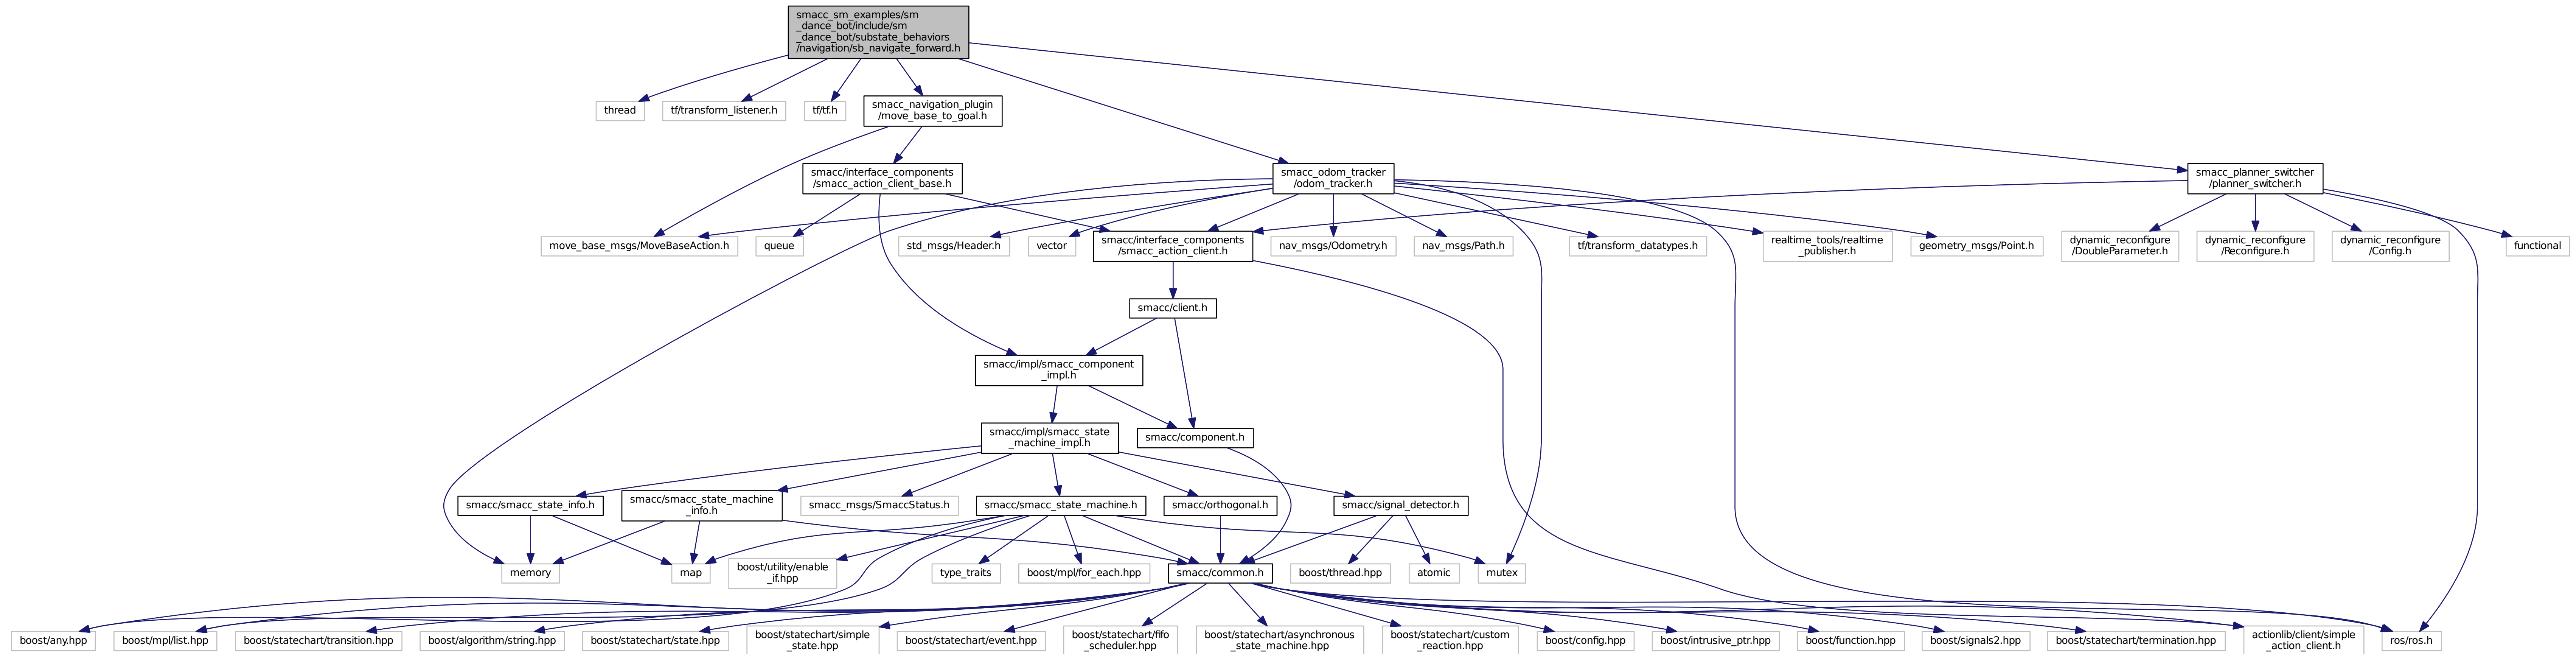 smacc_sm_examples/sm
_dance_bot/include/sm
_dance_bot/substate_behaviors
/navigation/sb_navigate_forward.h
thread
tf/transform_listener.h
tf/tf.h
smacc_navigation_plugin
/move_base_to_goal.h
smacc/interface_components
/smacc_action_client_base.h
smacc_odom_tracker
/odom_tracker.h
smacc_planner_switcher
/planner_switcher.h
move_base_msgs/MoveBaseAction.h
queue
std_msgs/Header.h
vector
smacc/interface_components
/smacc_action_client.h
nav_msgs/Odometry.h
nav_msgs/Path.h
tf/transform_datatypes.h
realtime_tools/realtime
_publisher.h
geometry_msgs/Point.h
dynamic_reconfigure
/DoubleParameter.h
dynamic_reconfigure
/Reconfigure.h
dynamic_reconfigure
/Config.h
functional
smacc/client.h
smacc/impl/smacc_component
_impl.h
smacc/impl/smacc_state
_machine_impl.h
smacc/component.h
smacc/smacc_state_info.h
smacc/smacc_state_machine
_info.h
smacc_msgs/SmaccStatus.h
smacc/smacc_state_machine.h
smacc/orthogonal.h
smacc/signal_detector.h
memory
map
boost/utility/enable
_if.hpp
type_traits
boost/mpl/for_each.hpp
smacc/common.h
boost/thread.hpp
atomic
mutex
boost/any.hpp
boost/mpl/list.hpp
boost/statechart/transition.hpp
boost/algorithm/string.hpp
boost/statechart/state.hpp
boost/statechart/simple
_state.hpp
boost/statechart/event.hpp
boost/statechart/fifo
_scheduler.hpp
boost/statechart/asynchronous
_state_machine.hpp
boost/statechart/custom
_reaction.hpp
boost/config.hpp
boost/intrusive_ptr.hpp
boost/function.hpp
boost/signals2.hpp
boost/statechart/termination.hpp
actionlib/client/simple
_action_client.h
ros/ros.h